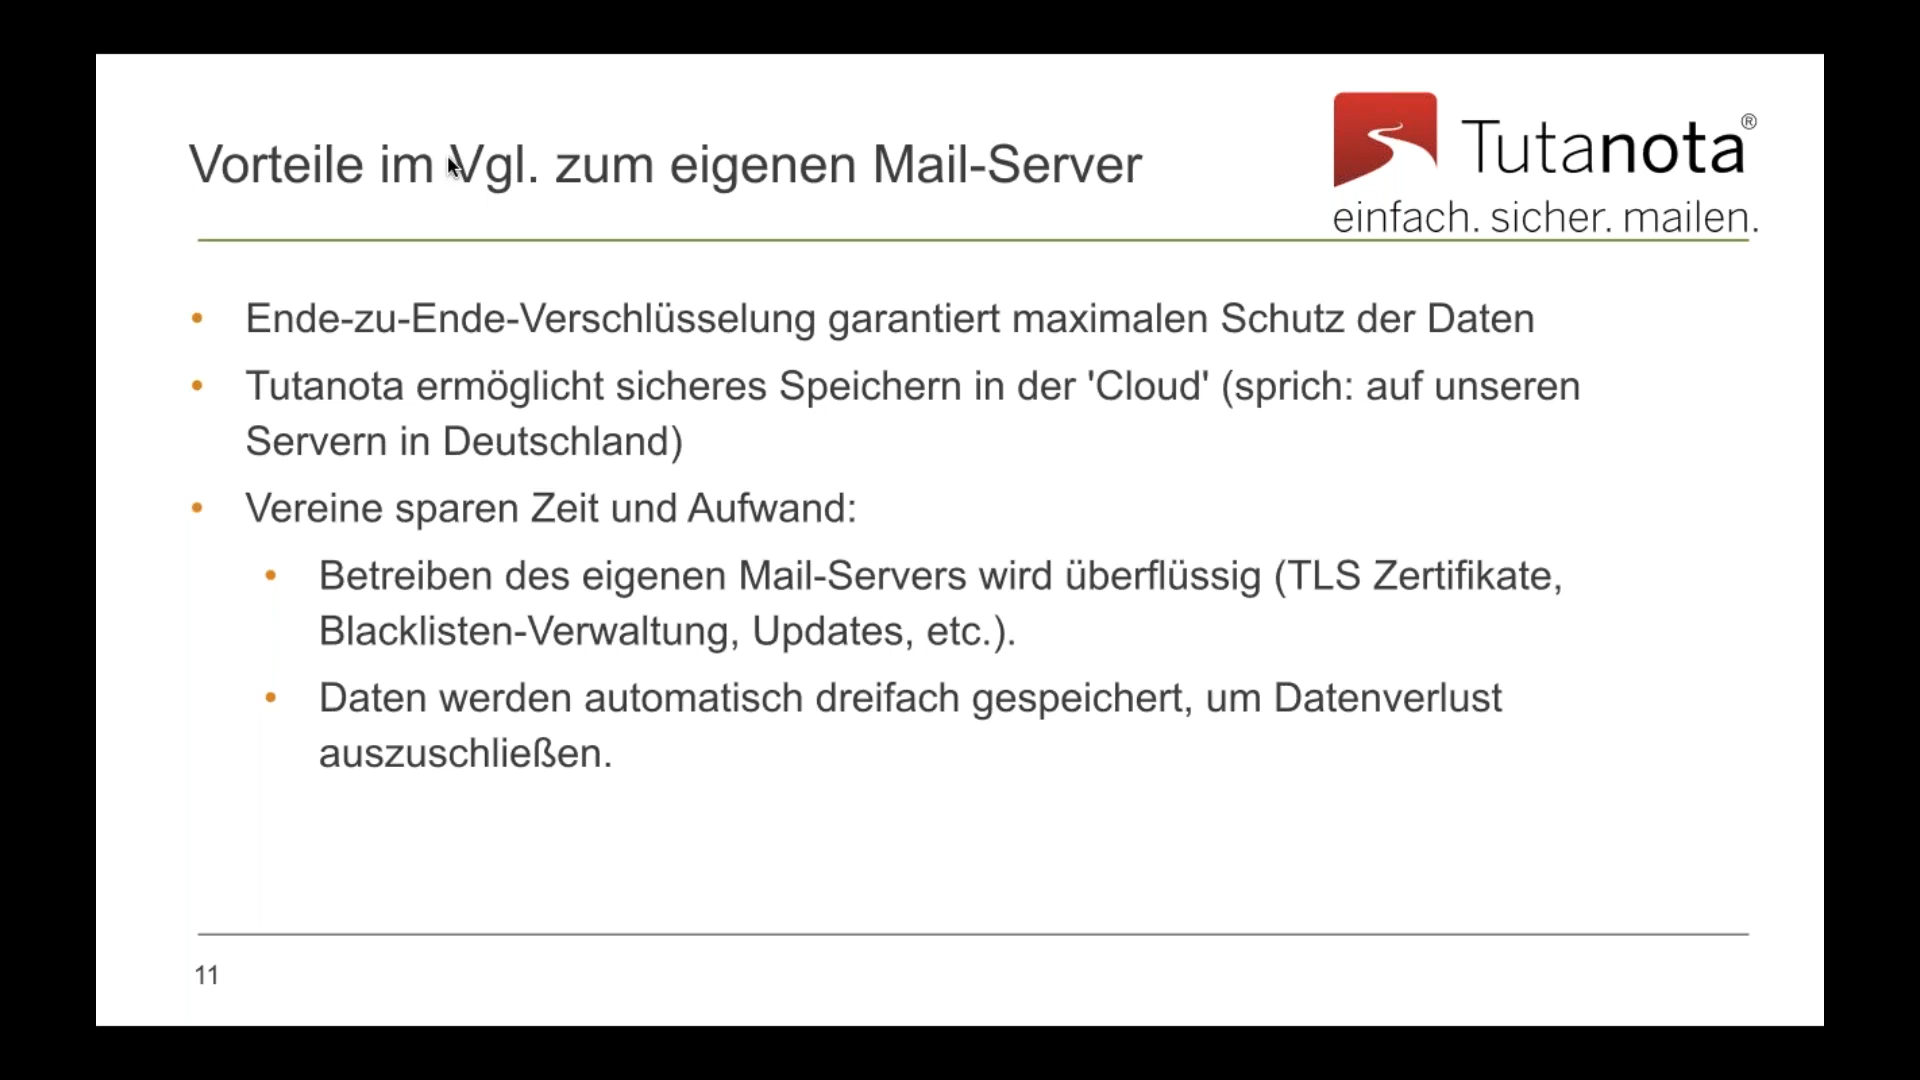 Vorteile im Vgl. zum eigenen Mail-Server
Tutanota®
einfach. sicher. mailen.
• Ende-zu-Ende-Verschlüsselung garantiert maximalen Schutz der Daten
• Tutanota ermöglicht sicheres Speichern in der 'Cloud' (sprich: auf unseren
Servern in Deutschland)
• Vereine sparen Zeit und Aufwand:
• Betreiben des eigenen Mail-Servers wird überflüssig (TLS Zertifikate,
Blacklisten-Verwaltung, Updates, etc.).
• Daten werden automatisch dreifach gespeichert, um Datenverlust
auszuschließen.
11